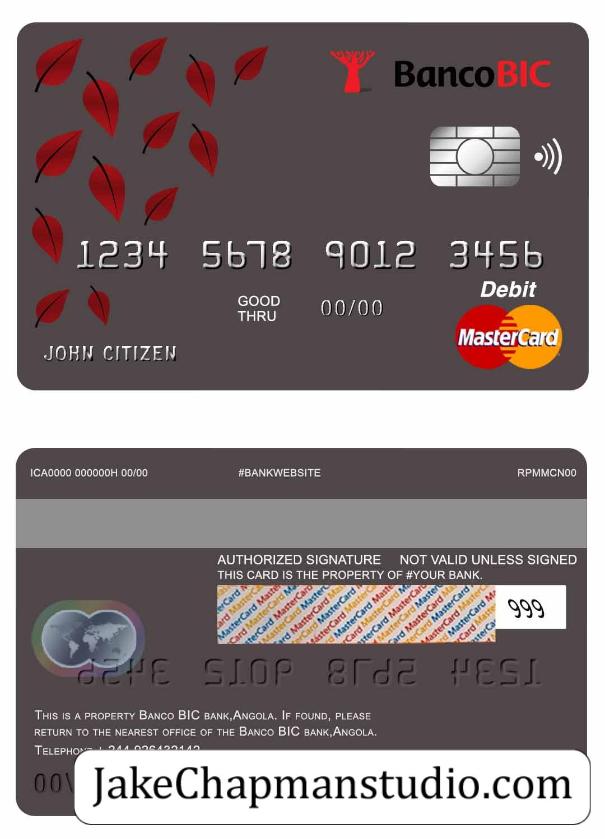 BancoBIC
1234 5678 9012 3456
Debit
GOOD
THRU 00/00
MasterCard
JOHN CITIZEN
ICA0000 000000H 00/00 #BANKWEBSITE RPMMCN00
AUTHORIZED SIGNATURE NOT VALID UNLESS SIGNED
THIS CARD IS THE PROPERTY OF #YOUR BANK.
MasterCard MasterCard MasterCard
999
This is a property Banco BIC bank,Angola. If found, please
return to the nearest office of the Banco BIC bank,Angola.
JakeChapmanstudio.com